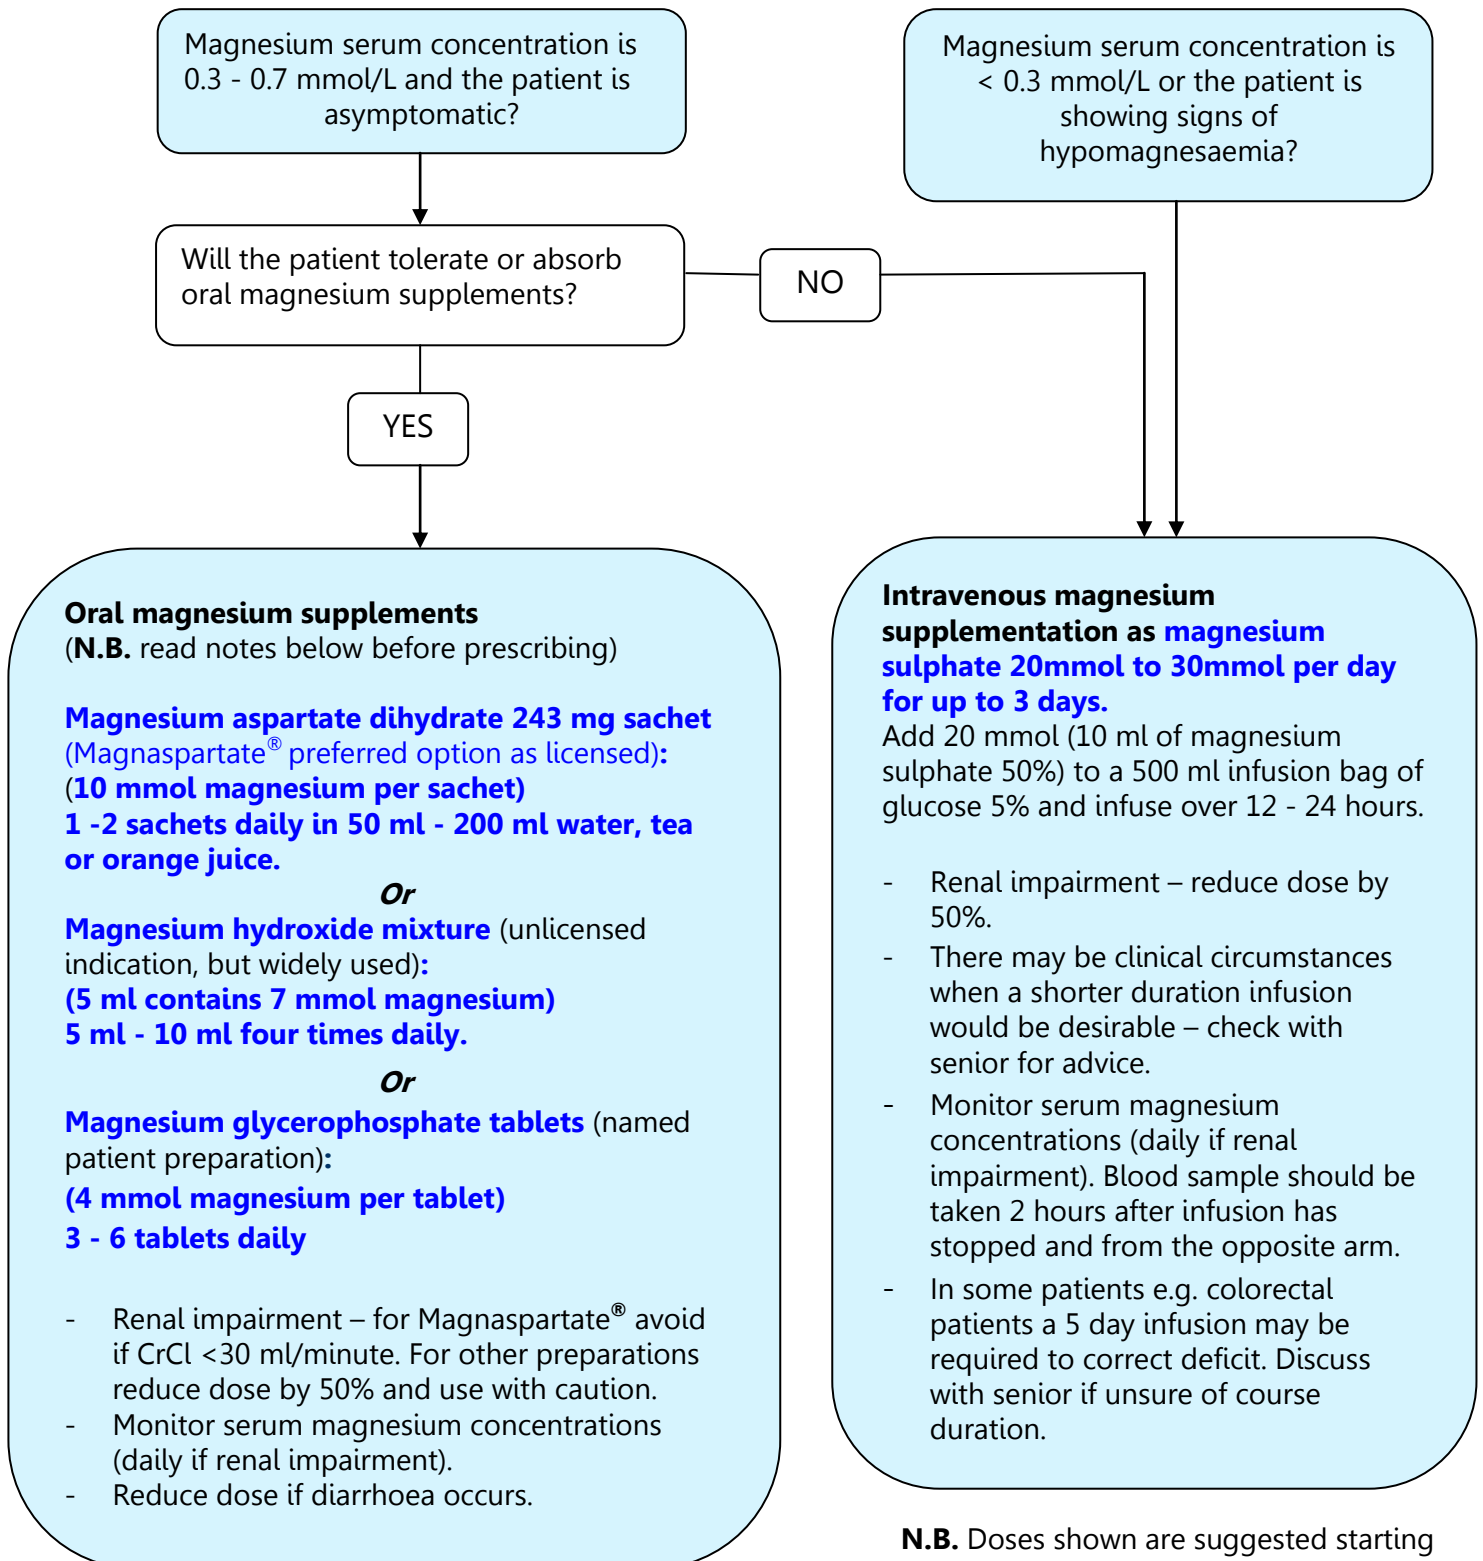 Magnesium serum concentration is
0.3 - 0.7 mmol/L and the patient is
asymptomatic?
Magnesium serum concentration is
< 0.3 mmol/L or the patient is
showing signs of
hypomagnesaemia?
Will the patient tolerate or absorb
oral magnesium supplements?
NO
YES
Oral magnesium supplements
(N.B. read notes below before prescribing)
Magnesium aspartate dihydrate 243 mg sachet
(Magnaspartate® preferred option as licensed):
(10 mmol magnesium per sachet)
1 -2 sachets daily in 50 ml - 200 ml water, tea
or orange juice.
Or
Magnesium hydroxide mixture (unlicensed
indication, but widely used):
(5 ml contains 7 mmol magnesium)
5 ml - 10 ml four times daily.
Or
Magnesium glycerophosphate tablets (named
patient preparation):
(4 mmol magnesium per tablet)
3 - 6 tablets daily
- Renal impairment – for Magnaspartate® avoid
if CrCl <30 ml/minute. For other preparations
reduce dose by 50% and use with caution.
- Monitor serum magnesium concentrations
(daily if renal impairment).
- Reduce dose if diarrhoea occurs.
Intravenous magnesium
supplementation as magnesium
sulphate 20mmol to 30mmol per day
for up to 3 days.
Add 20 mmol (10 ml of magnesium
sulphate 50%) to a 500 ml infusion bag of
glucose 5% and infuse over 12 - 24 hours.
- Renal impairment – reduce dose by
50%.
- There may be clinical circumstances
when a shorter duration infusion
would be desirable – check with
senior for advice.
- Monitor serum magnesium
concentrations (daily if renal
impairment). Blood sample should be
taken 2 hours after infusion has
stopped and from the opposite arm.
- In some patients e.g. colorectal
patients a 5 day infusion may be
required to correct deficit. Discuss
with senior if unsure of course
duration.
N.B. Doses shown are suggested starting